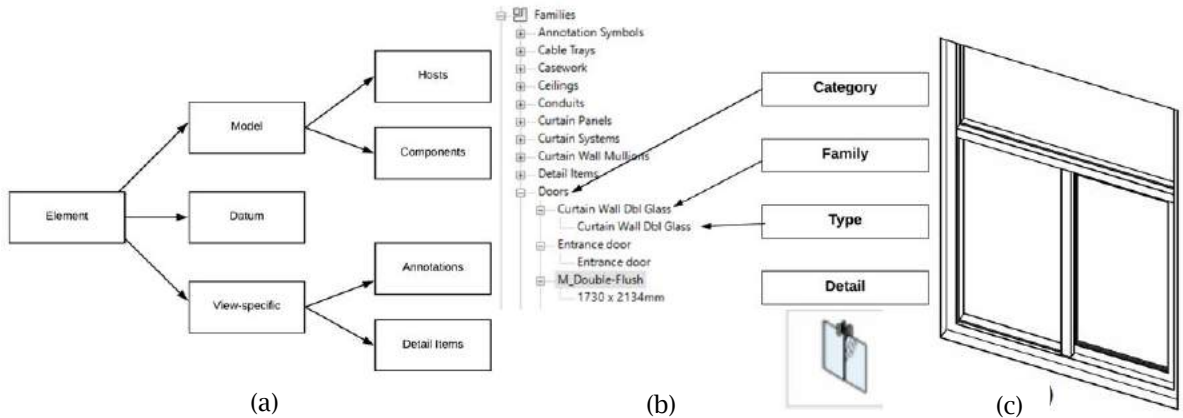 Element
Model
Datum
View-specific
Hosts
Components
Annotations
Detail Items
(a)
Families
Annotation Symbols
Cable Trays
Casework
Ceilings
Conduits
Curtain Panels
Curtain Systems
Curtain Wall Mullions
Detail Items
Doors
Curtain Wall Dbl Glass
Curtain Wall Dbl Glass
Entrance door
Entrance door
M_Double-Flush
1730 x 2134mm
Category
Family
Type
Detail
(b)
(c)
)